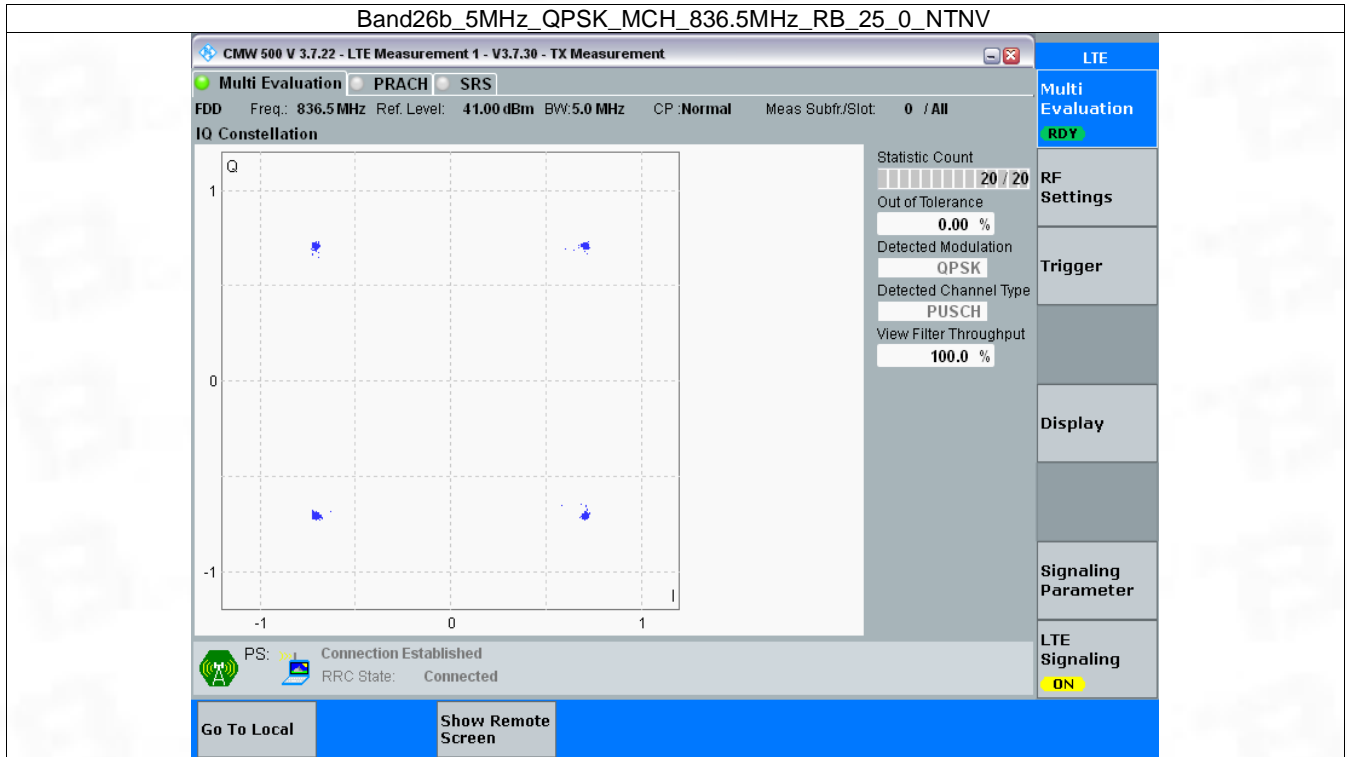 Band26b_5MHz_QPSK_MCH_836.5MHz_RB_25_0_NTNV
CMW 500 V 3.7.22 - LTE Measurement 1 - V3.7.30 - TX Measurement
LTE
Multi Evaluation PRACH SRS
FDD Freq.: 836.5 MHz Ref. Level: 41.00 dBm BW:5.0 MHz CP :Normal Meas Subfr./Slot: 0 / All
IQ Constellation
Q
1
0
-1
I
-1 0 1
Statistic Count
20 / 20
Out of Tolerance
0.00 %
Detected Modulation
QPSK
Detected Channel Type
PUSCH
View Filter Throughput
100.0 %
Multi
Evaluation
RDY
RF
Settings
Trigger
Display
Signaling
Parameter
LTE
Signaling
ON
PS: Connection Established
RRC State: Connected
Go To Local
Show Remote
Screen